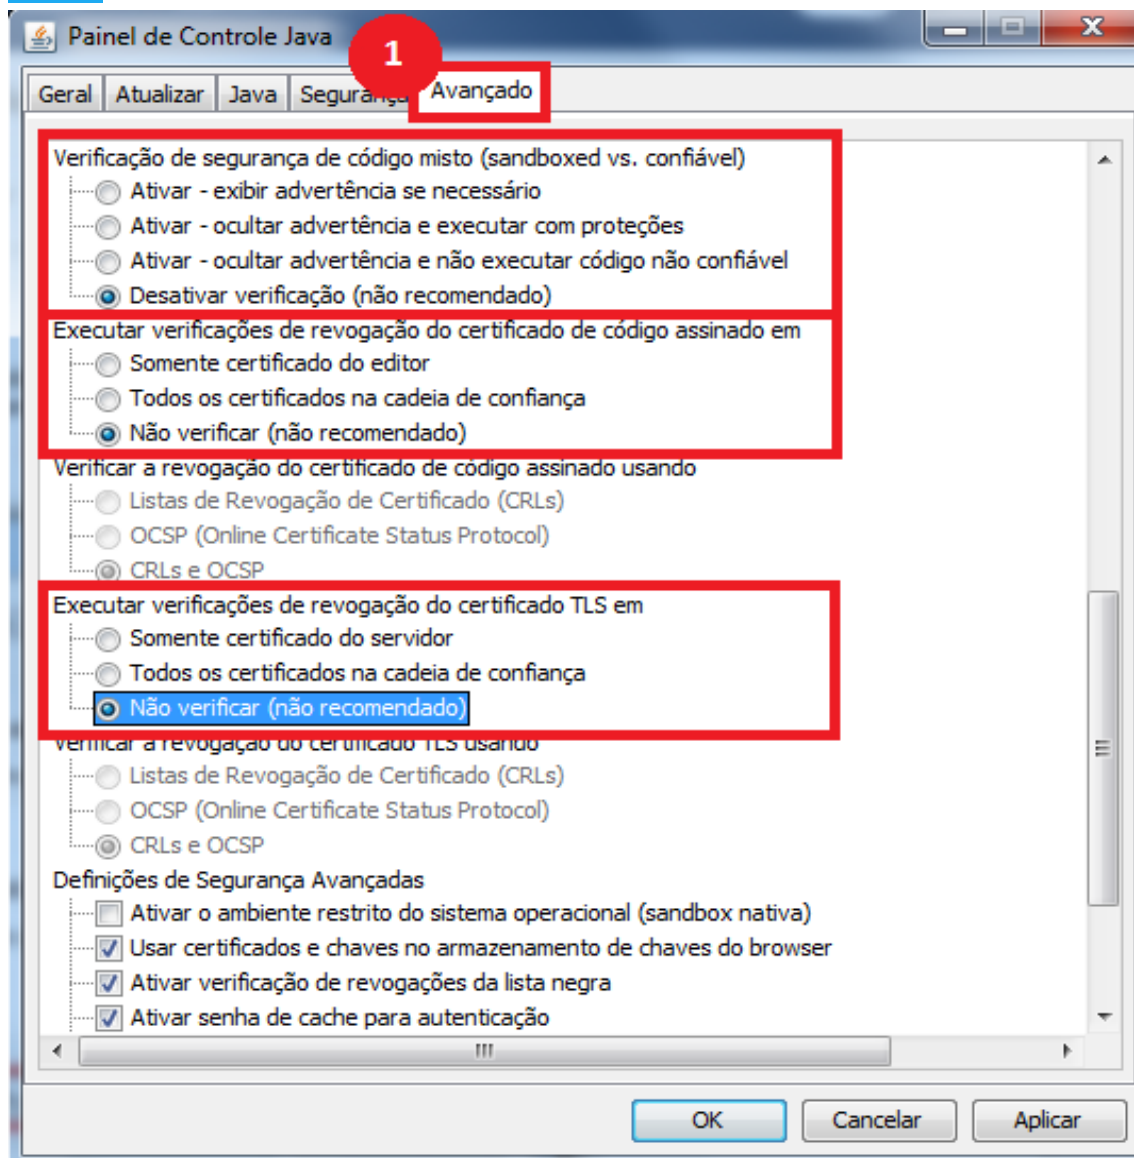 Painel de Controle Java
1
Geral Atualizar Java Segurança Avançado
Verificação de segurança de código misto (sandboxed vs. confiável)
Ativar - exibir advertência se necessário
Ativar - ocultar advertência e executar com proteções
Ativar - ocultar advertência e não executar código não confiável
Desativar verificação (não recomendado)
Executar verificações de revogação do certificado de código assinado em
Somente certificado do editor
Todos os certificados na cadeia de confiança
Não verificar (não recomendado)
Verificar a revogação do certificado de código assinado usando
Listas de Revogação de Certificado (CRLs)
OCSP (Online Certificate Status Protocol)
CRLs e OCSP
Executar verificações de revogação do certificado TLS em
Somente certificado do servidor
Todos os certificados na cadeia de confiança
Não verificar (não recomendado)
Verificar a revogação do certificado TLS usando
Listas de Revogação de Certificado (CRLs)
OCSP (Online Certificate Status Protocol)
CRLs e OCSP
Definições de Segurança Avançadas
Ativar o ambiente restrito do sistema operacional (sandbox nativa)
Usar certificados e chaves no armazenamento de chaves do browser
Ativar verificação de revogações da lista negra
Ativar senha de cache para autenticação
OK Cancelar Aplicar